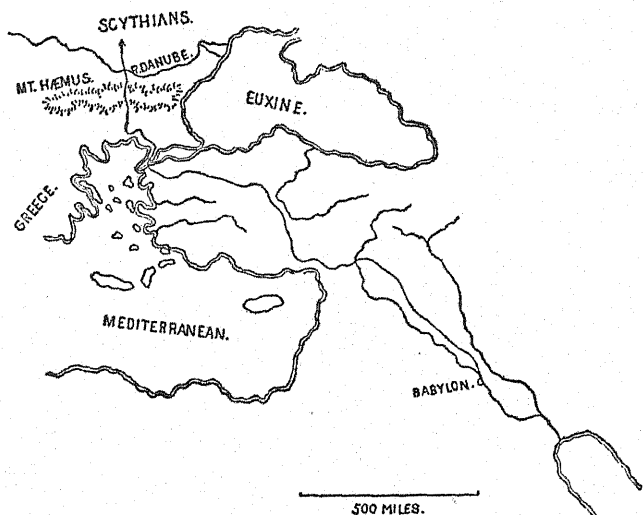 SCYTHIANS.
R.DANUBE.
MT. HÆMUS.
EUXINE.
GREECE.
MEDITERRANEAN.
BABYLON.
500 MILES.